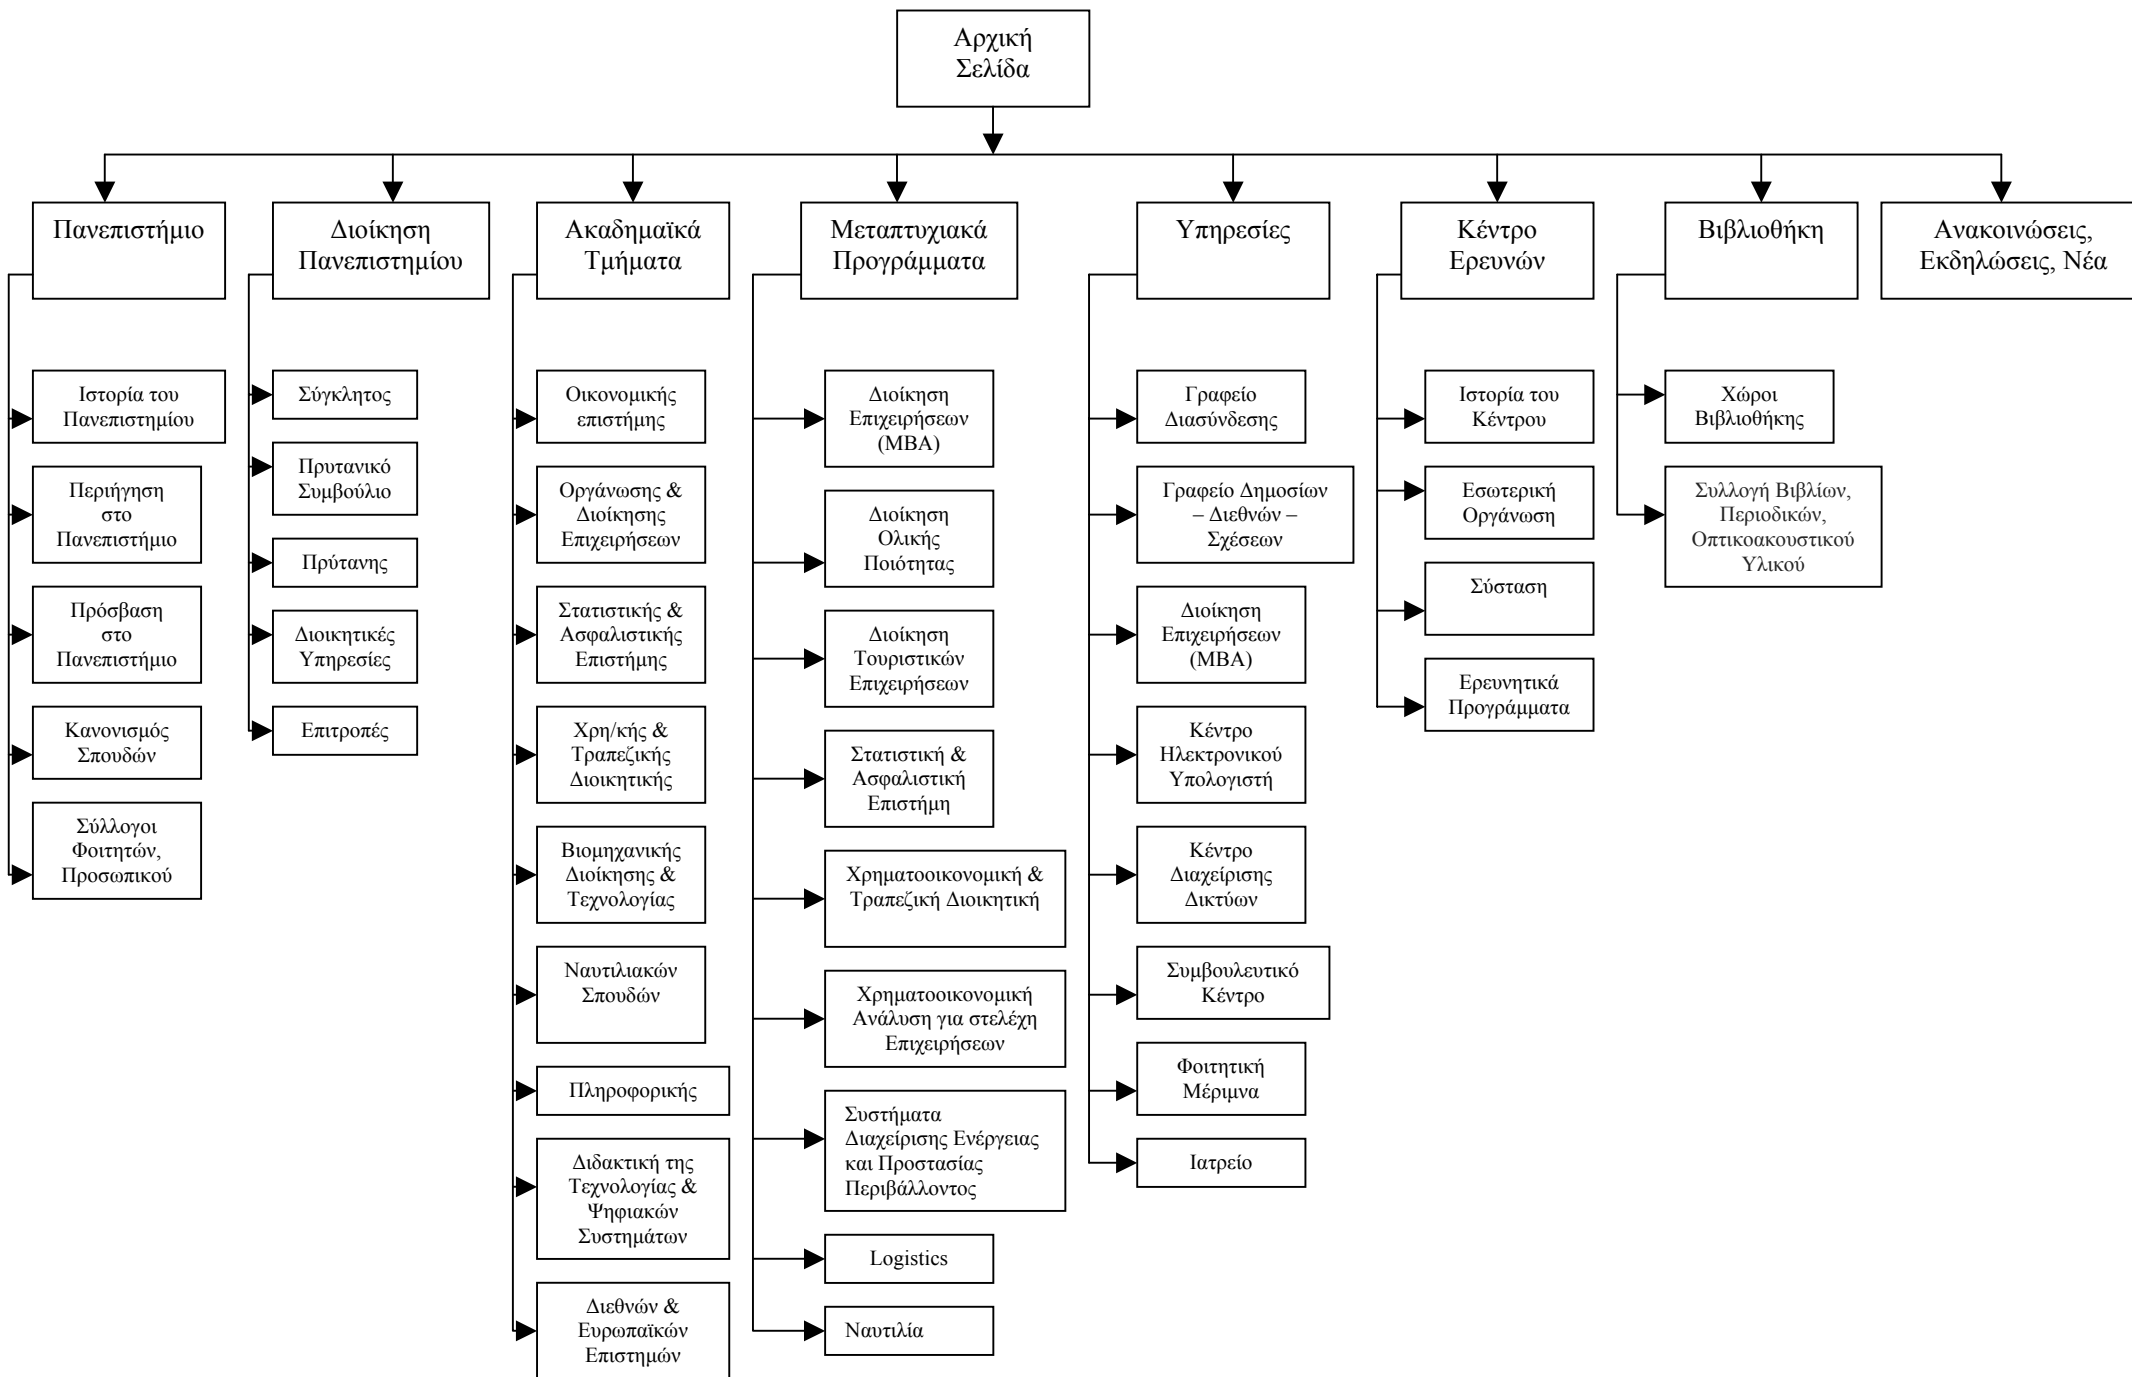 Αρχική
Σελίδα
Πανεπιστήμιο
Διοίκηση
Πανεπιστημίου
Ακαδημαϊκά
Τμήματα
Μεταπτυχιακά
Προγράμματα
Υπηρεσίες
Κέντρο
Ερευνών
Βιβλιοθήκη
Ανακοινώσεις,
Εκδηλώσεις, Νέα
Ιστορία του
Πανεπιστημίου
Περιήγηση
στο
Πανεπιστήμιο
Πρόσβαση
στο
Πανεπιστήμιο
Κανονισμός
Σπουδών
Σύλλογοι
Φοιτητών,
Προσωπικού
Σύγκλητος
Πρυτανικό
Συμβούλιο
Πρύτανης
Διοικητικές
Υπηρεσίες
Επιτροπές
Οικονομικής
επιστήμης
Οργάνωσης &
Διοίκησης
Επιχειρήσεων
Στατιστικής &
Ασφαλιστικής
Επιστήμης
Χρη/κής &
Τραπεζικής
Διοικητικής
Βιομηχανικής
Διοίκησης &
Τεχνολογίας
Ναυτιλιακών
Σπουδών
Πληροφορικής
Διδακτική της
Τεχνολογίας &
Ψηφιακών
Συστημάτων
Διεθνών &
Ευρωπαϊκών
Επιστημών
Διοίκηση
Επιχειρήσεων
(MBA)
Διοίκηση
Ολικής
Ποιότητας
Διοίκηση
Τουριστικών
Επιχειρήσεων
Στατιστική &
Ασφαλιστική
Επιστήμη
Χρηματοοικονομική &
Τραπεζική Διοικητική
Χρηματοοικονομική
Ανάλυση για στελέχη
Επιχειρήσεων
Συστήματα
Διαχείρισης Ενέργειας
και Προστασίας
Περιβάλλοντος
Logistics
Ναυτιλία
Γραφείο
Διασύνδεσης
Γραφείο Δημοσίων
– Διεθνών –
Σχέσεων
Διοίκηση
Επιχειρήσεων
(MBA)
Κέντρο
Ηλεκτρονικού
Υπολογιστή
Κέντρο
Διαχείρισης
Δικτύων
Συμβουλευτικό
Κέντρο
Φοιτητική
Μέριμνα
Ιατρείο
Ιστορία του
Κέντρου
Εσωτερική
Οργάνωση
Σύσταση
Ερευνητικά
Προγράμματα
Χώροι
Βιβλιοθήκης
Συλλογή Βιβλίων,
Περιοδικών,
Οπτικοακουστικού
Υλικού